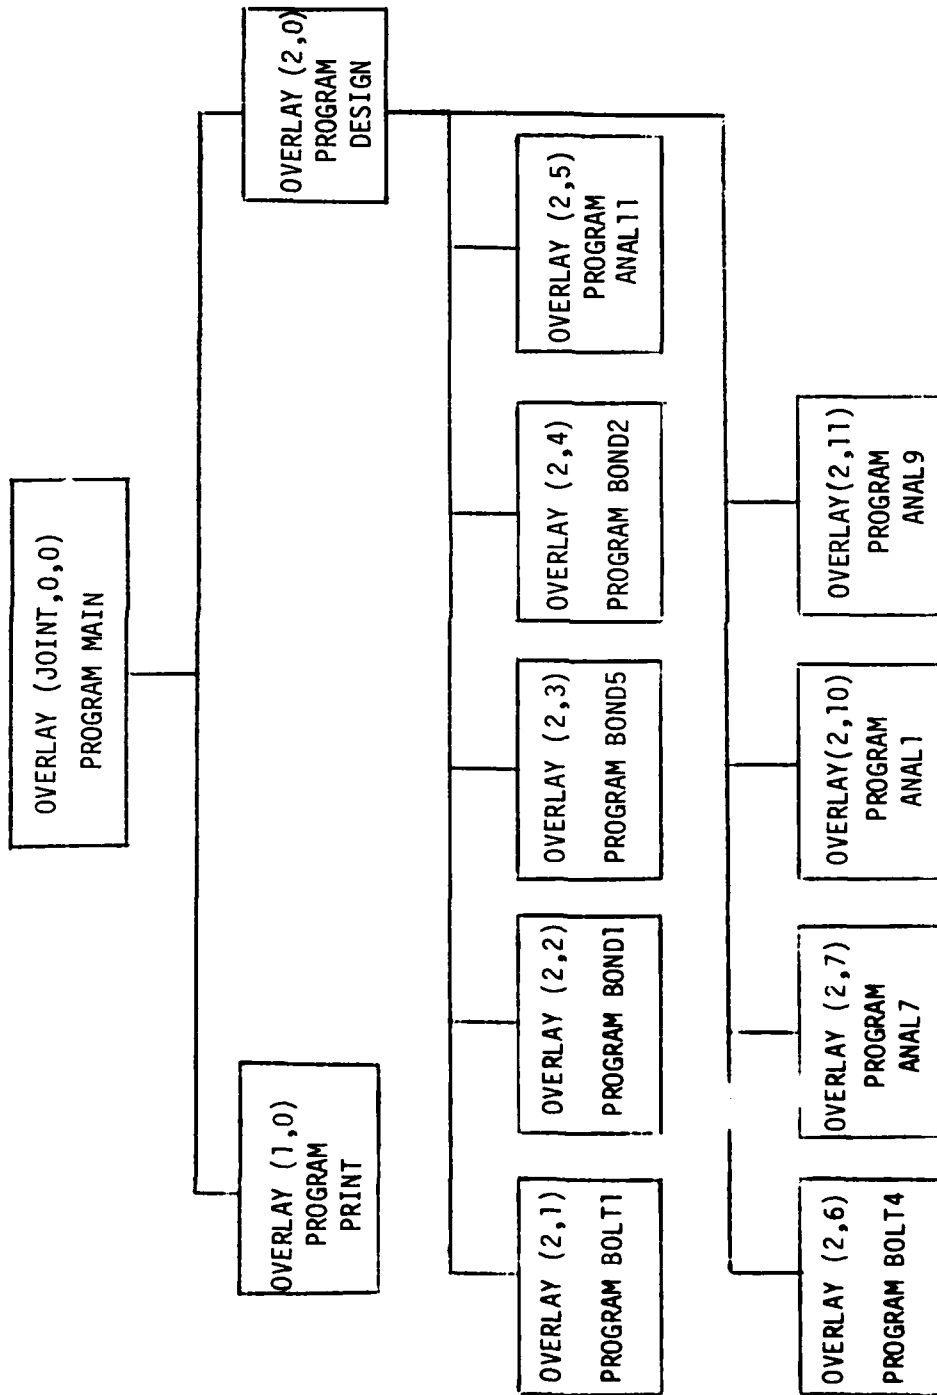 OVERLAY (JOINT,0,0)
PROGRAM MAIN
OVERLAY (1,0)
PROGRAM
PRINT
OVERLAY (2,0)
PROGRAM
DESIGN
OVERLAY (2,1)
PROGRAM BOLT1
OVERLAY (2,2)
PROGRAM BOND1
OVERLAY (2,3)
PROGRAM BOND5
OVERLAY (2,4)
PROGRAM BOND2
OVERLAY (2,5)
PROGRAM
ANAL11
OVERLAY (2,6)
PROGRAM BOLT4
OVERLAY (2,7)
PROGRAM
ANAL7
OVERLAY(2,10)
PROGRAM
ANAL1
OVERLAY(2,11)
PROGRAM
ANAL9